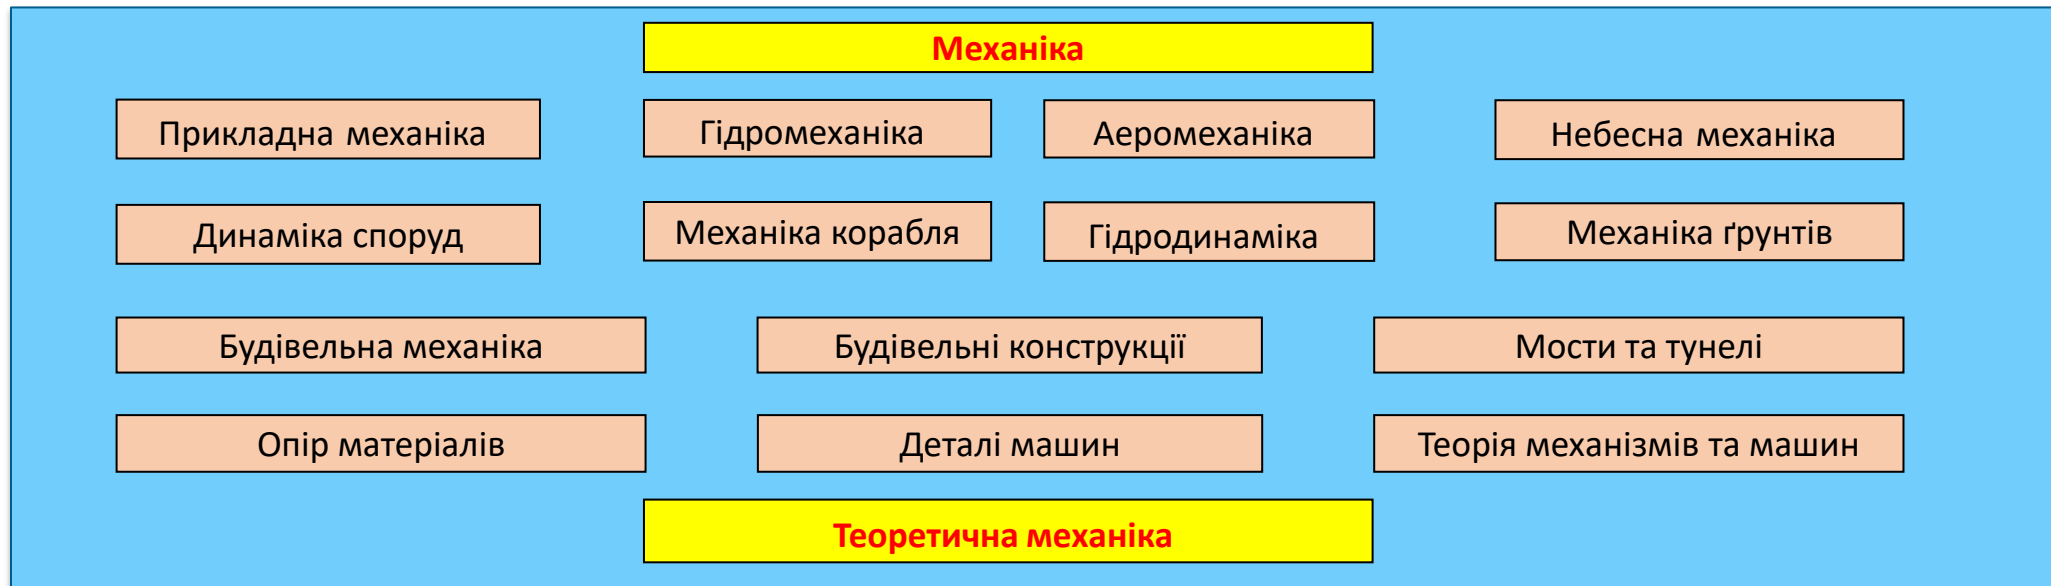 Механіка
Прикладна механіка
Гідромеханіка
Аеромеханіка
Небесна механіка
Динаміка споруд
Механіка корабля
Гідродинаміка
Механіка ґрунтів
Будівельна механіка
Будівельні конструкції
Мости та тунелі
Опір матеріалів
Деталі машин
Теорія механізмів та машин
Теоретична механіка